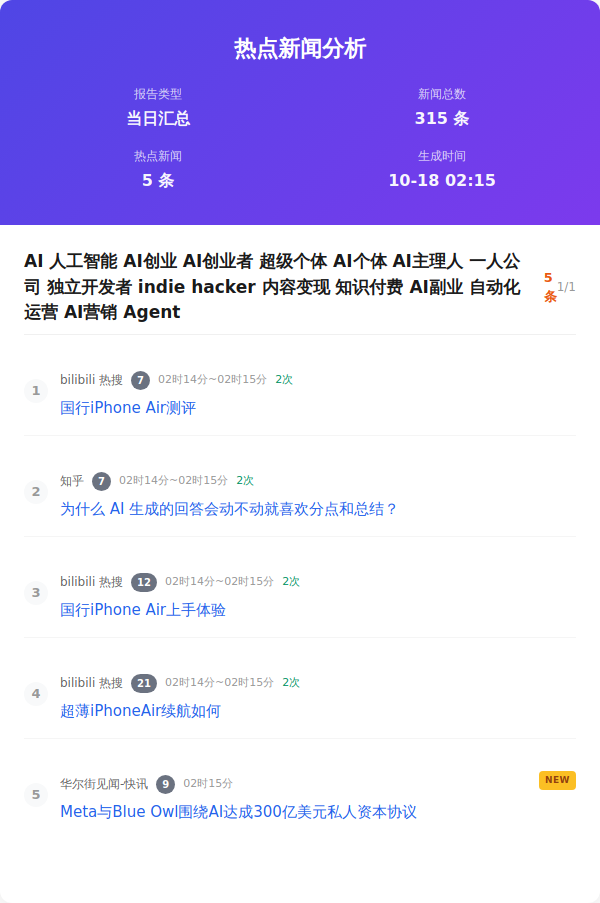 热点新闻分析
报告类型
新闻总数
当日汇总
315 条
热点新闻
生成时间
5 条
10-18 02:15
AI 人工智能 AI创业 AI创业者 超级个体 AI个体 AI主理人 一人公
司 独立开发者 indie hacker 内容变现 知识付费 AI副业 自动化
运营 AI营销 Agent
5
条
1/1
1
bilibili 热搜 7 02时14分~02时15分 2次
国行iPhone Air测评
2
知乎 7 02时14分~02时15分 2次
为什么 AI 生成的回答会动不动就喜欢分点和总结？
3
bilibili 热搜 12 02时14分~02时15分 2次
国行iPhone Air上手体验
4
bilibili 热搜 21 02时14分~02时15分 2次
超薄iPhoneAir续航如何
5
华尔街见闻-快讯 9 02时15分
NEW
Meta与Blue Owl围绕AI达成300亿美元私人资本协议